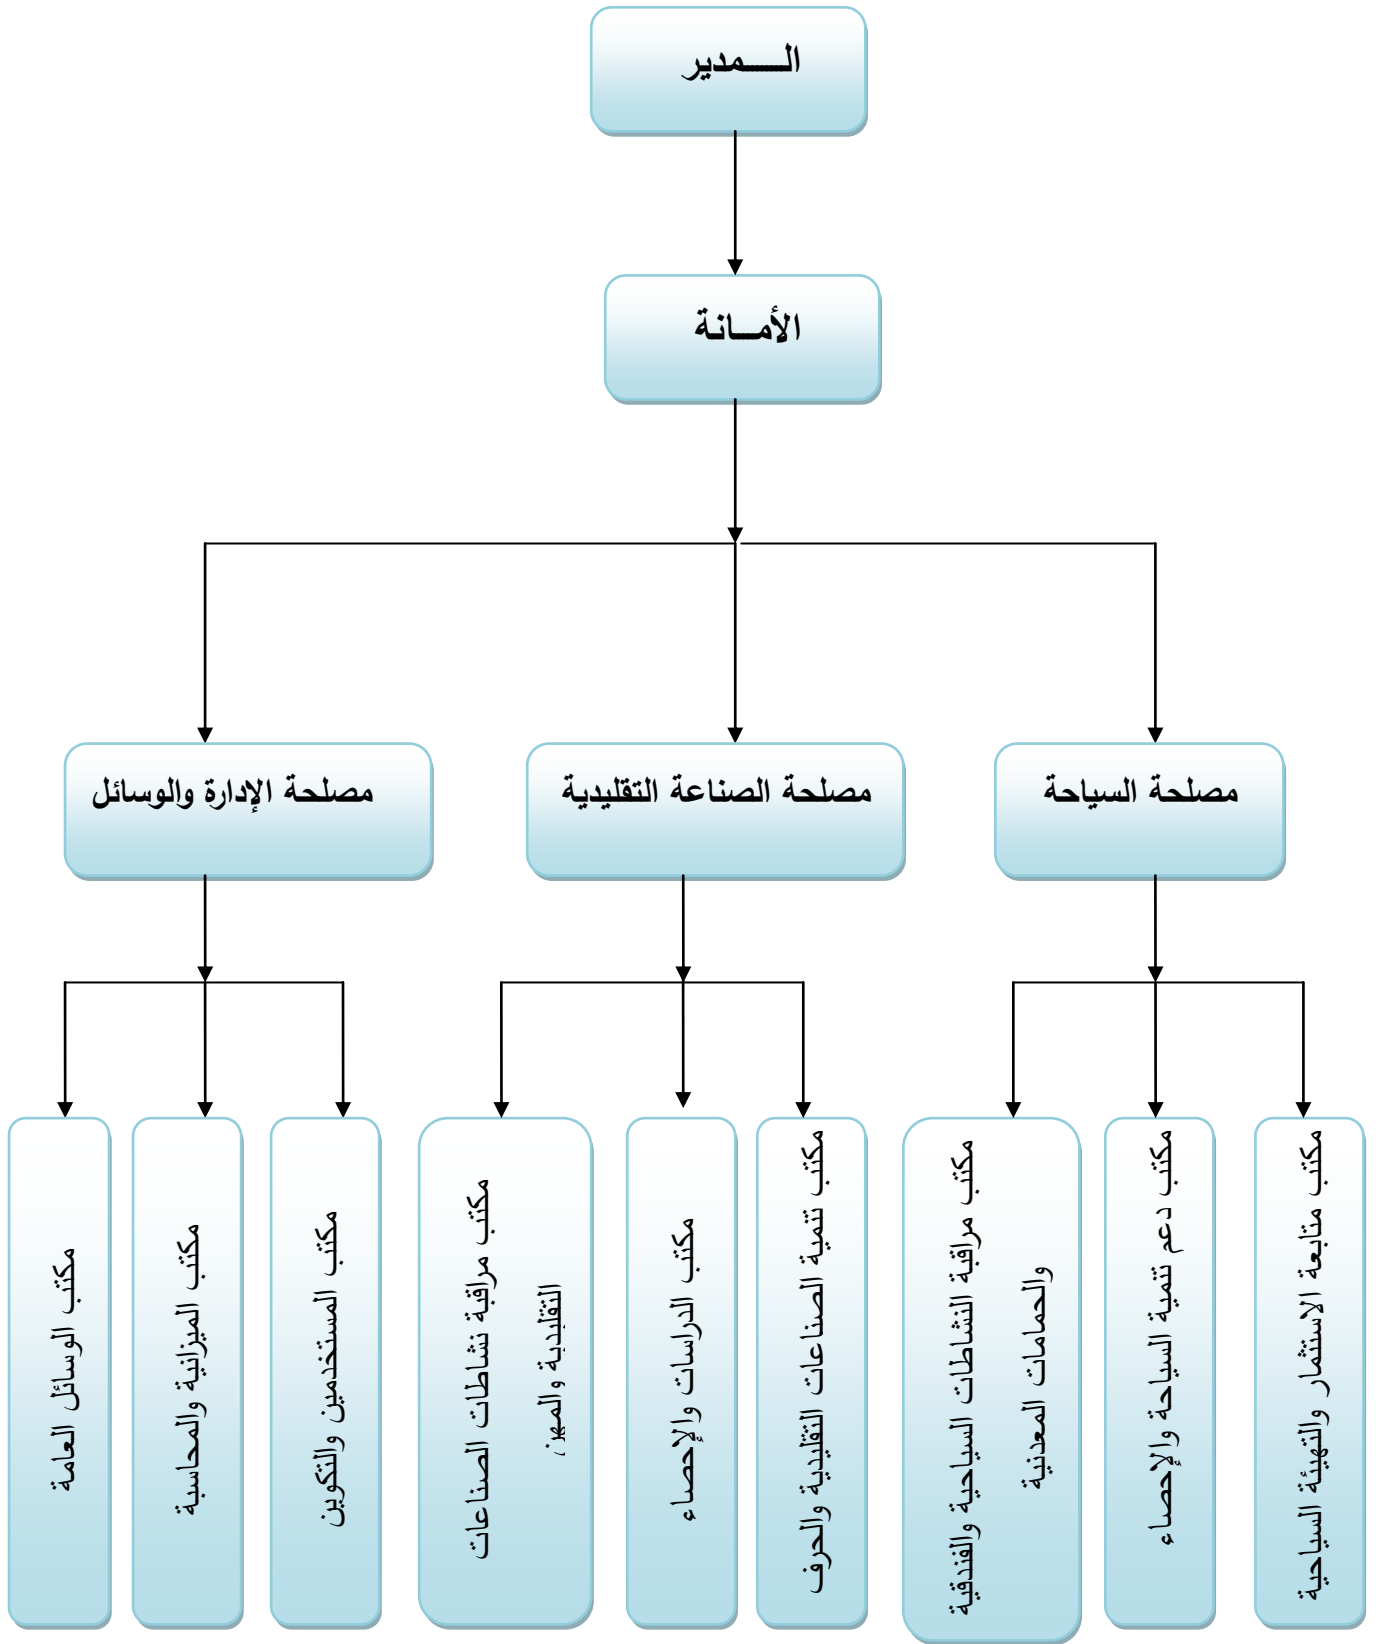 الـــــمدير
الأمـــانة
مصلحة السياحة
مصلحة الصناعة التقليدية
مصلحة الإدارة والوسائل
مكتب متابعة الاستثمار والتهيئة السياحية
مكتب دعم تنمية السياحة والإحصاء
مكتب مراقبة النشاطات السياحية والفندقية
والحمامات المعدنية
مكتب تنمية الصناعات التقليدية والحرف
مكتب الدراسات والإحصاء
مكتب مراقبة نشاطات الصناعات
التقليدية والمهن
مكتب المستخدمين والتكوين
مكتب الميزانية والمحاسبة
مكتب الوسائل العامة